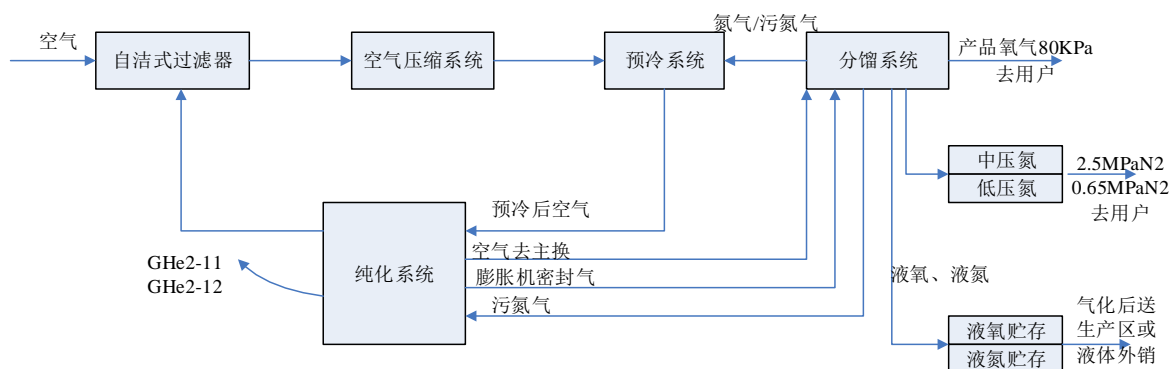 空气
自洁式过滤器
空气压缩系统
预冷系统
氮气/污氮气
分馏系统
产品氧气80KPa
去用户
中压氮
低压氮
2.5MPaN2
0.65MPaN2
去用户
预冷后空气
空气去主换
膨胀机密封气
污氮气
纯化系统
GHe2-11
GHe2-12
液氧、液氮
液氧贮存
液氮贮存
气化后送
生产区或
液体外销